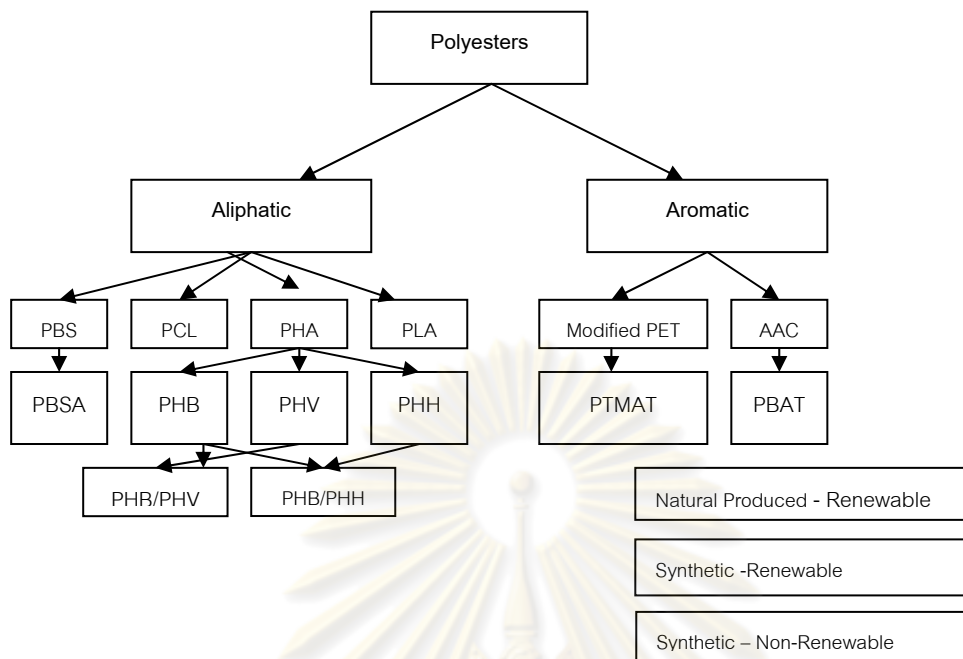 Polyesters
Aliphatic
Aromatic
PBS
PCL
PHA
PLA
Modified PET
AAC
PBSA
PHB
PHV
PHH
PTMAT
PBAT
PHB/PHV
PHB/PHH
Natural Produced - Renewable
Synthetic -Renewable
Synthetic – Non-Renewable